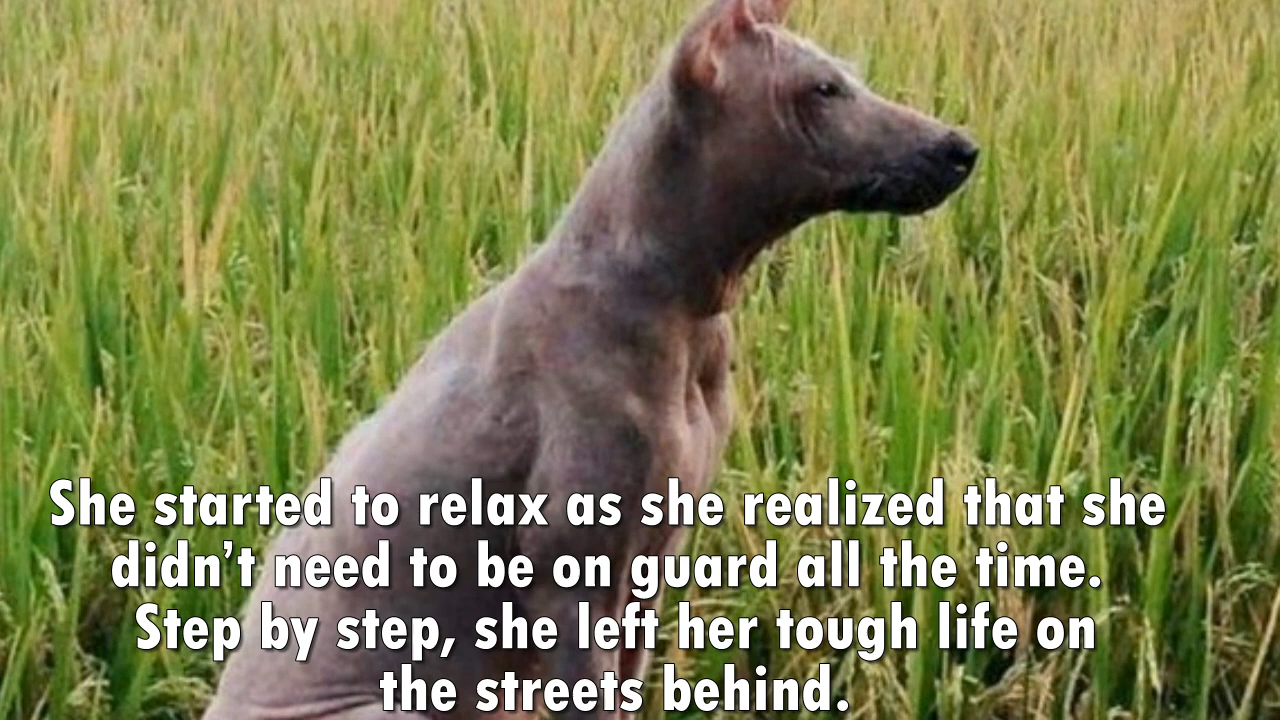 She started to relax as she realized that she
didn’t need to be on guard all the time.
Step by step, she left her tough life on
the streets behind.